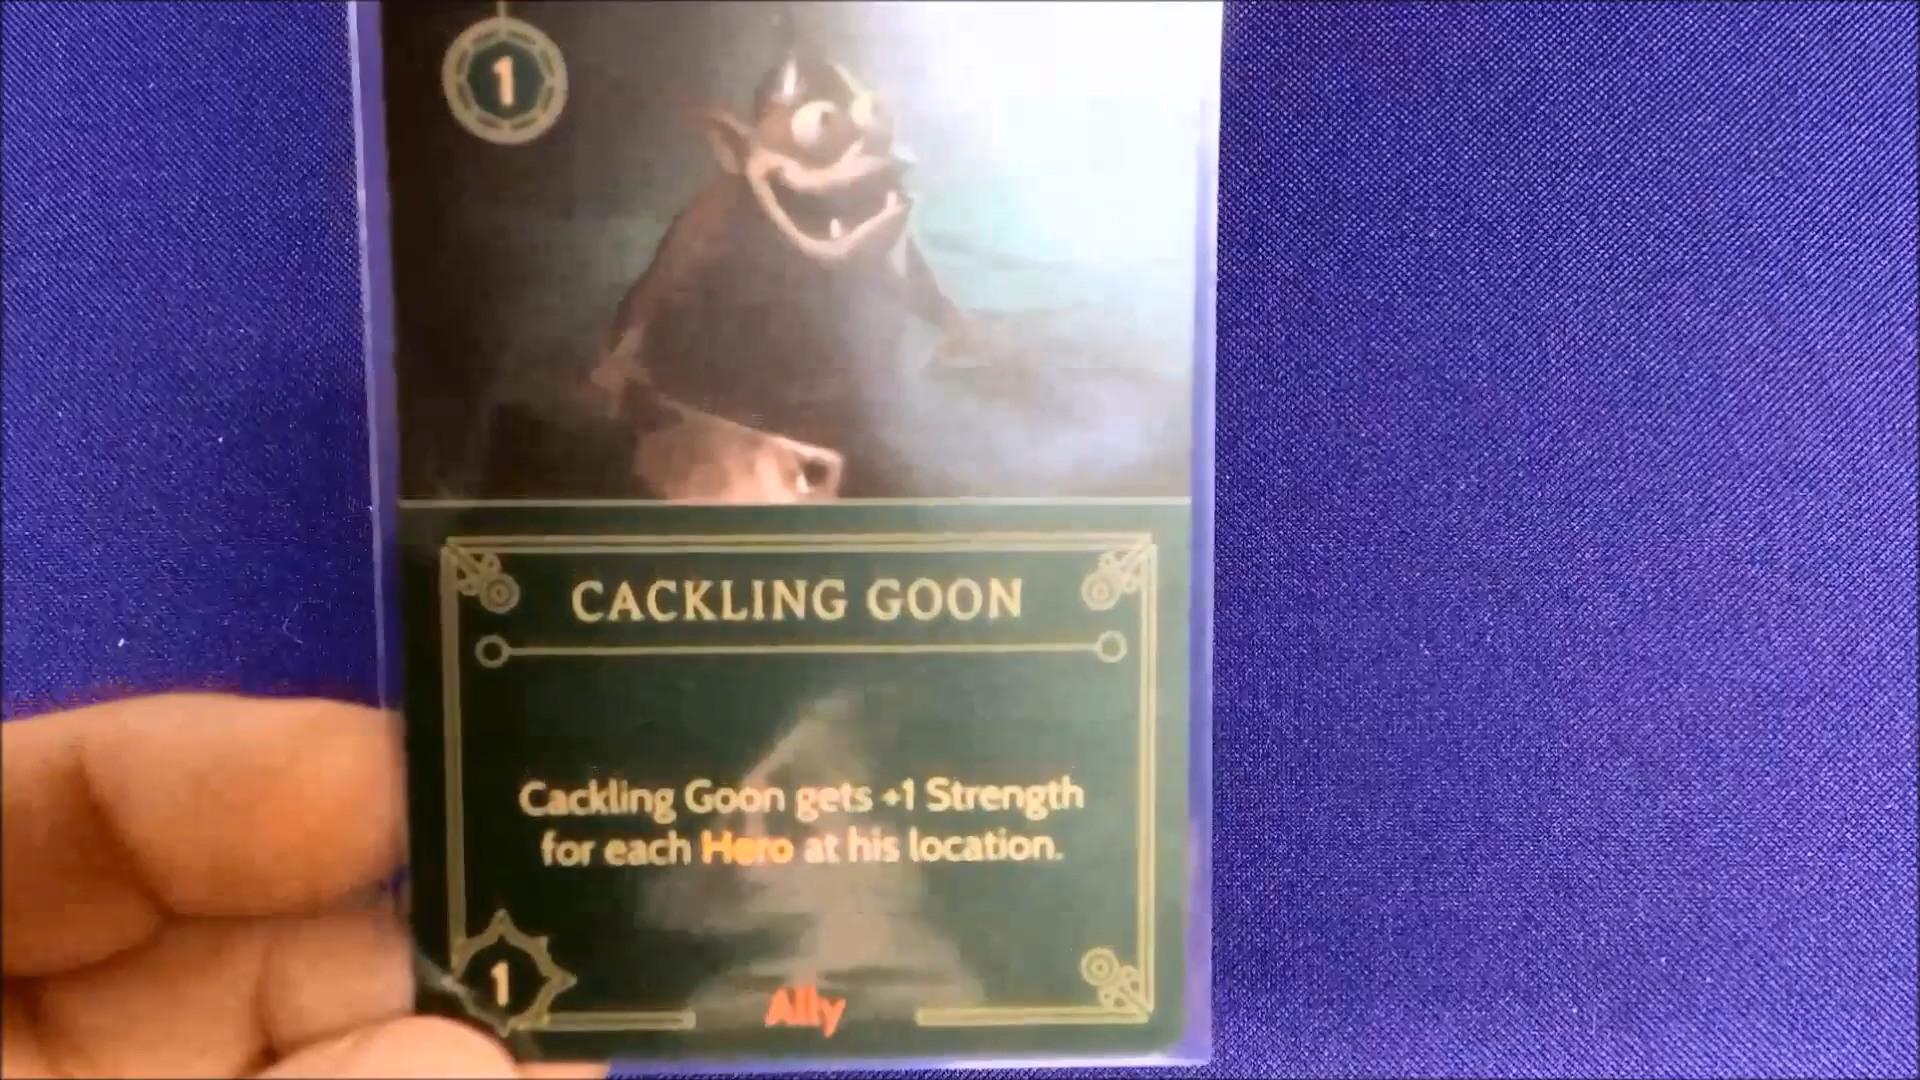 1
CACKLING GOON
Cackling Goon gets +1 Strength
for each Hero at his location.
1
Ally